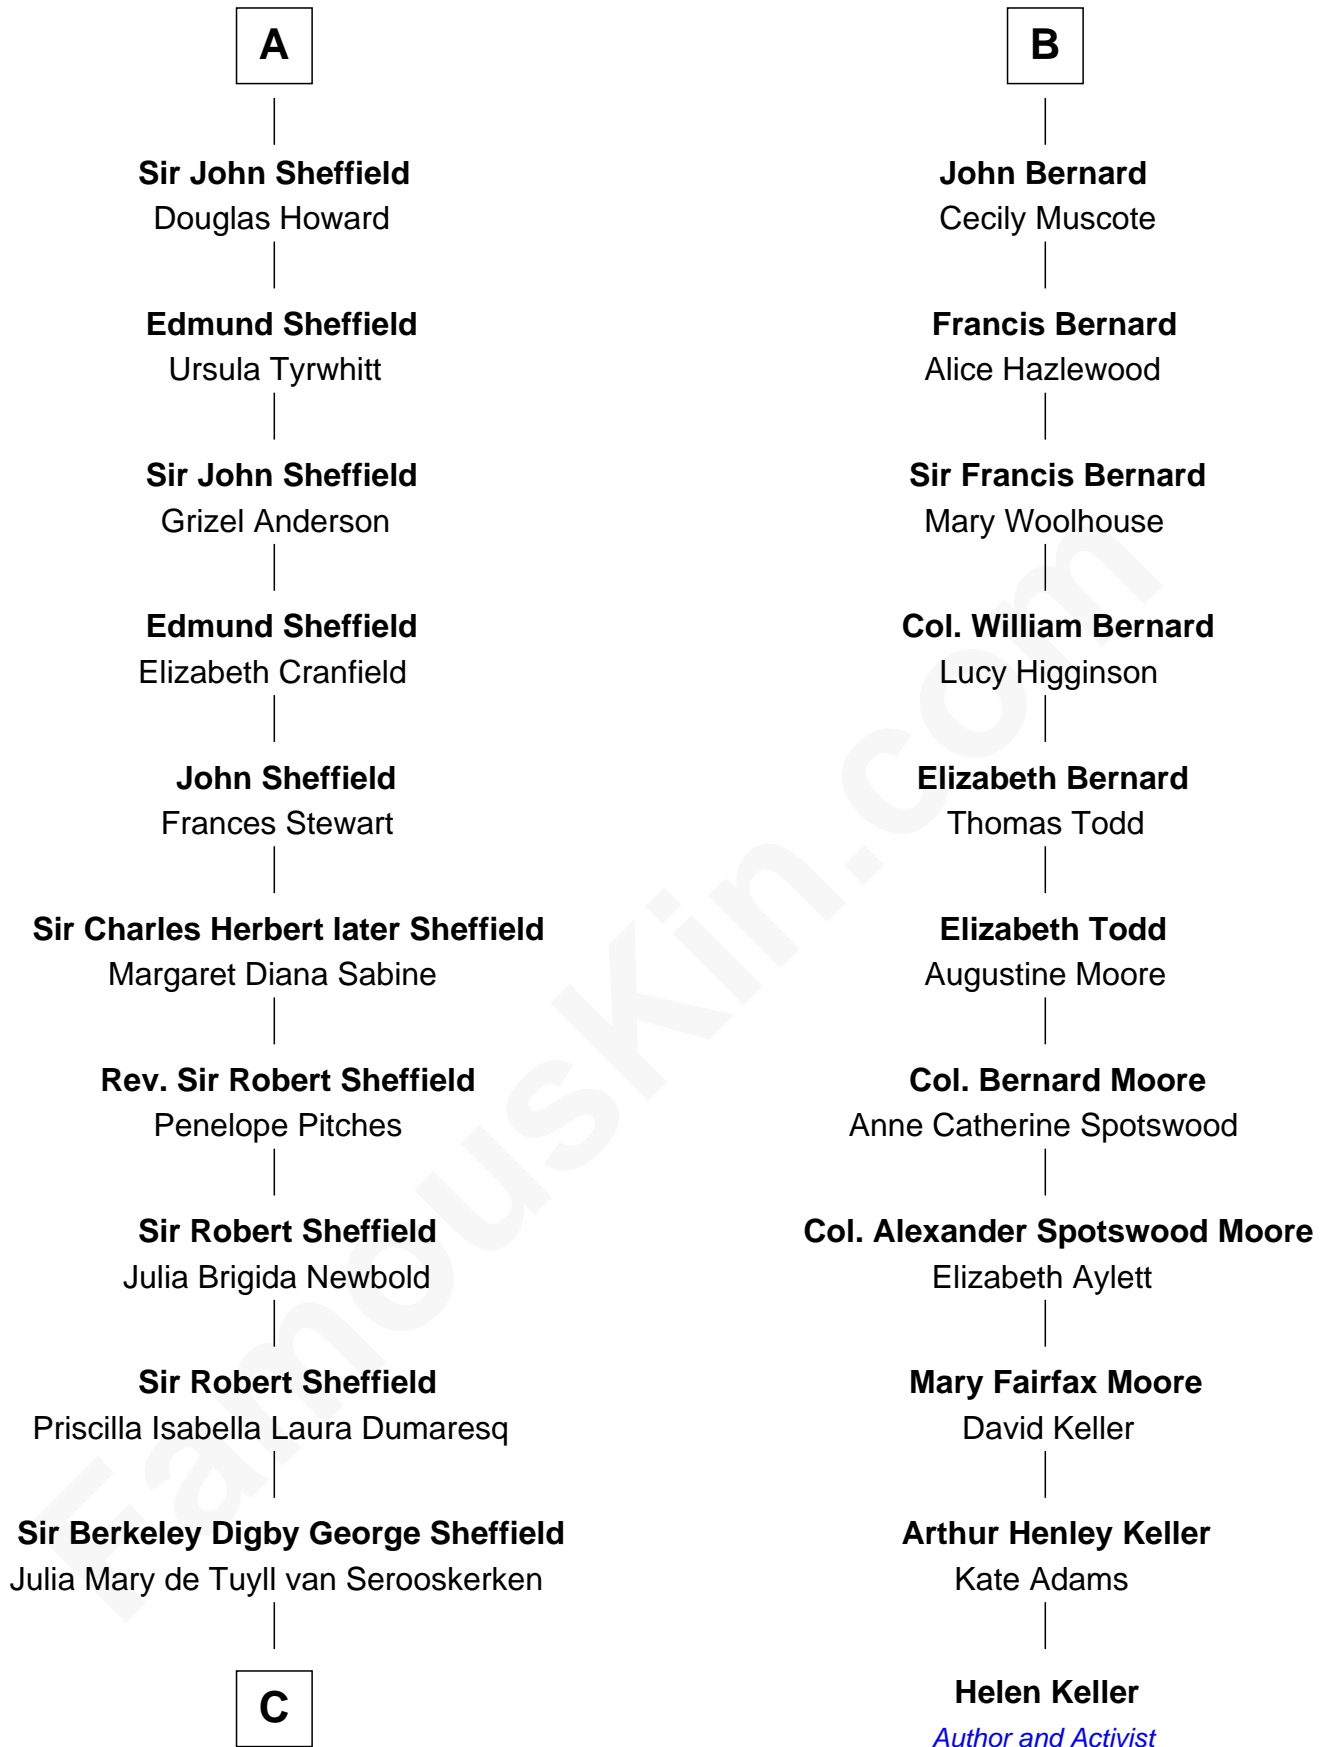 A
Sir John Sheffield
Douglas Howard
Edmund Sheffield
Ursula Tyrwhitt
Sir John Sheffield
Grizel Anderson
Edmund Sheffield
Elizabeth Cranfield
John Sheffield
Frances Stewart
Sir Charles Herbert later Sheffield
Margaret Diana Sabine
Rev. Sir Robert Sheffield
Penelope Pitches
Sir Robert Sheffield
Julia Brigida Newbold
Sir Robert Sheffield
Priscilla Isabella Laura Dumaresq
Sir Berkeley Digby George Sheffield
Julia Mary de Tuyll van Serooskerken
C
B
John Bernard
Cecily Muscote
Francis Bernard
Alice Hazlewood
Sir Francis Bernard
Mary Woolhouse
Col. William Bernard
Lucy Higginson
Elizabeth Bernard
Thomas Todd
Elizabeth Todd
Augustine Moore
Col. Bernard Moore
Anne Catherine Spotswood
Col. Alexander Spotswood Moore
Elizabeth Aylett
Mary Fairfax Moore
David Keller
Arthur Henley Keller
Kate Adams
Helen Keller
Author and Activist
FamousKin.com